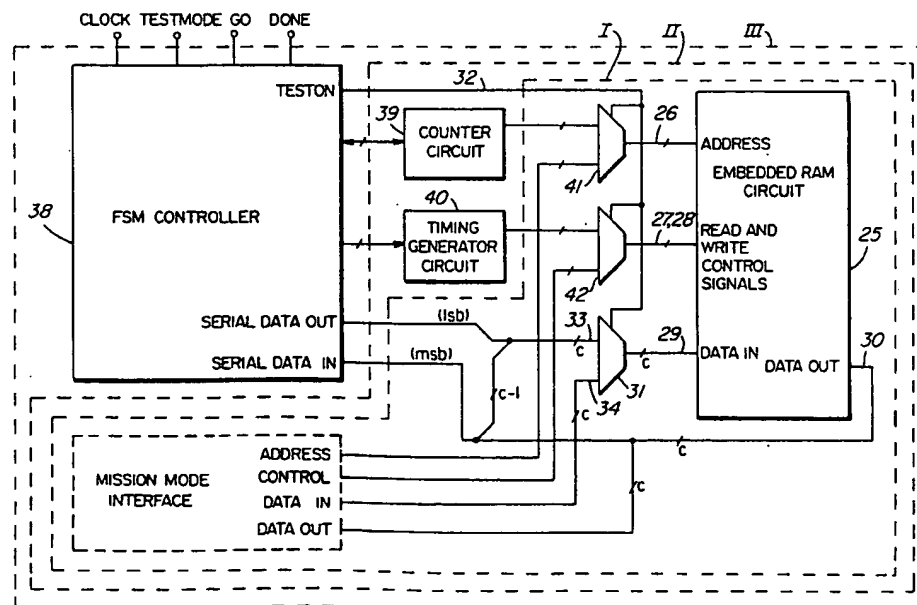 CLOCK TESTMODE GO DONE
I
II
III
TESTON
32
39
COUNTER
CIRCUIT
26
ADDRESS
41
EMBEDDED RAM
CIRCUIT
38
FSM CONTROLLER
40
TIMING
GENERATOR
CIRCUIT
27,28
READ AND
WRITE
CONTROL
SIGNALS
25
42
SERIAL DATA OUT
(lsb)
33
c
29
c
DATA IN
30
SERIAL DATA IN
(msb)
DATA OUT
31
34
c-1
c
c
MISSION MODE
INTERFACE
ADDRESS
CONTROL
DATA IN
DATA OUT
c